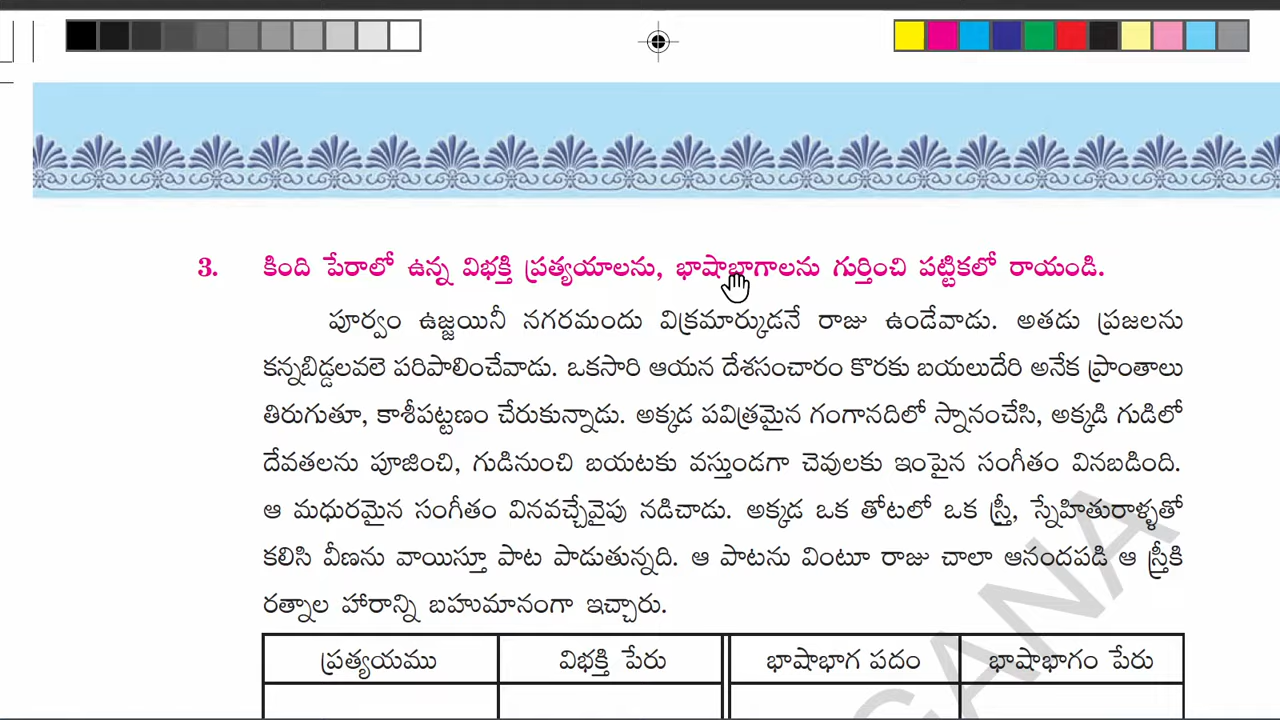 3. కింది పేరాలో ఉన్న విభక్తి ప్రత్యయాలను, భాషాభాగాలను గుర్తించి పట్టికలో రాయండి.
పూర్వం ఉజ్జయినీ నగరమందు విక్రమార్కుడనే రాజు ఉండేవాడు. అతడు ప్రజలను
కన్నబిడ్డలవలె పరిపాలించేవాడు. ఒకసారి ఆయన దేశసంచారం కొరకు బయలుదేరి అనేక ప్రాంతాలు
తిరుగుతూ, కాశీపట్టణం చేరుకున్నాడు. అక్కడ పవిత్రమైన గంగానదిలో స్నానంచేసి, అక్కడి గుడిలో
దేవతలను పూజించి, గుడినుంచి బయటకు వస్తుండగా చెవులకు ఇంపైన సంగీతం వినబడింది.
ఆ మధురమైన సంగీతం వినవచ్చేవైపు నడిచాడు. అక్కడ ఒక తోటలో ఒక స్త్రీ, స్నేహితురాళ్ళతో
కలిసి వీణను వాయిస్తూ పాట పాడుతున్నది. ఆ పాటను వింటూ రాజు చాలా ఆనందపడి ఆ స్త్రీకి
రత్నాల హారాన్ని బహుమానంగా ఇచ్చారు.
ప్రత్యయము విభక్తి పేరు భాషాభాగ పదం భాషాభాగం పేరు
GANA